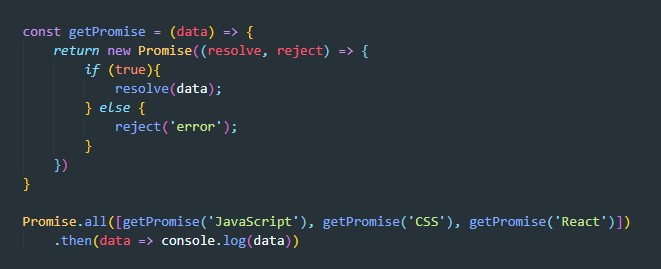 const getPromise = (data) => {
    return new Promise((resolve, reject) => {
        if (true){
            resolve(data);
        } else {
            reject('error');
        }
    })
}

Promise.all([getPromise('JavaScript'), getPromise('CSS'), getPromise('React')])
    .then(data => console.log(data))